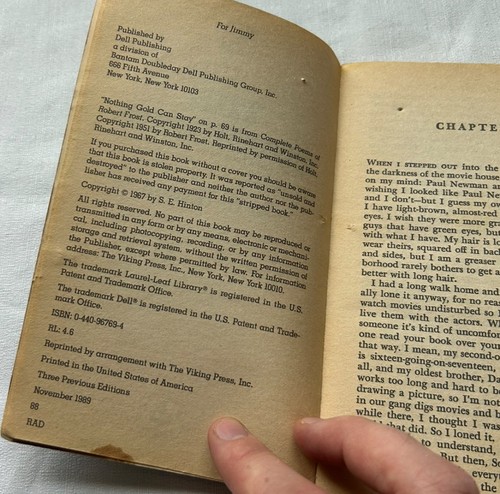 For Jimmy
Published by
Dell Publishing
a division of
Bantam Doubleday Dell Publishing Group, Inc.
666 Fifth Avenue
New York, New York 10103
"Nothing Gold Can Stay" on p. 69 is from Complete Poems of
Robert Frost. Copyright 1923 by Holt, Rinehart and Winston, Inc.
Copyright 1951 by Robert Frost. Reprinted by permission of Holt,
Rinehart and Winston, Inc.
If you purchased this book without a cover you should be aware
that this book is stolen property. It was reported as "unsold and
destroyed" to the publisher and neither the author nor the pub-
lisher has received any payment for this "stripped book."
Copyright © 1967 by S. E. Hinton
All rights reserved. No part of this book may be reproduced or
transmitted in any form or by any means, electronic or mechani-
cal, including photocopying, recording, or by any information
storage and retrieval system, without the written permission of
the Publisher, except where permitted by law. For information
address: The Viking Press, Inc., New York, New York 10010.
The trademark Laurel-Leaf Library® is registered in the U.S.
Patent and Trademark Office.
The trademark Dell® is registered in the U.S. Patent and Trade-
mark Office.
ISBN: 0-440-96769-4
RL: 4.6
Reprinted by arrangement with The Viking Press, Inc.
Printed in the United States of America
Three Previous Editions
November 1989
88
RAD
CHAPTE
WHEN I STEPPED OUT into the
the darkness of the movie house
on my mind: Paul Newman a
wishing I looked like Paul Ne
and I don't—but I guess my ow
I have light-brown, almost-re
eyes. I wish they were more gr
guys that have green eyes, but
with what I have. My hair is lo
wear theirs, squared off in back
and sides, but I am a greaser
borhood rarely bothers to get
better with long hair.
I had a long walk home and
ally lone it anyway, for no rea
watch movies undisturbed so I
live them with the actors. Wh
someone it's kind of uncomfor
one read your book over your
that way. I mean, my second-o
is sixteen-going-on-seventeen,
all, and my oldest brother, D
works too long and hard to be
drawing a picture, so I'm not
in our gang digs movies and b
while there, I thought I was
that did. So I loned it,
to understand,
But then, S
every
the